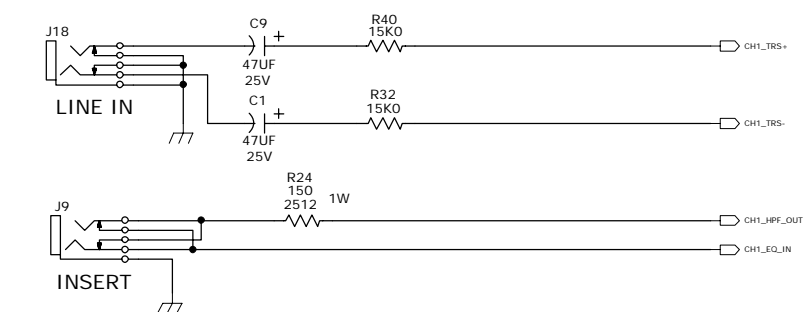 J18
C9
+
47UF
25V
R40
15K0
CH1_TRS+
LINE IN
C1
+
47UF
25V
R32
15K0
CH1_TRS-
J9
R24
150
2512
1W
CH1_HPF_OUT
CH1_EQ_IN
INSERT